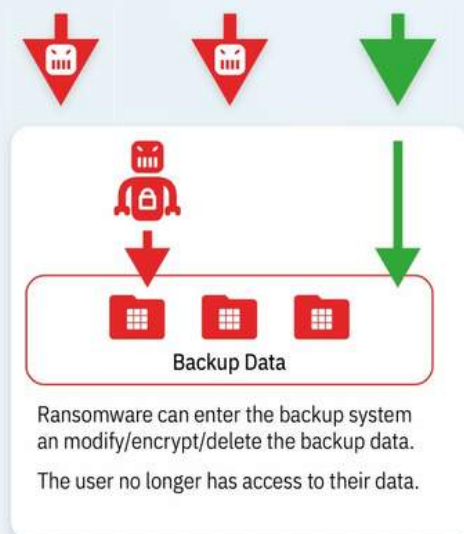 Backup Data
Ransomware can enter the backup system
an modify/encrypt/delete the backup data.
The user no longer has access to their data.